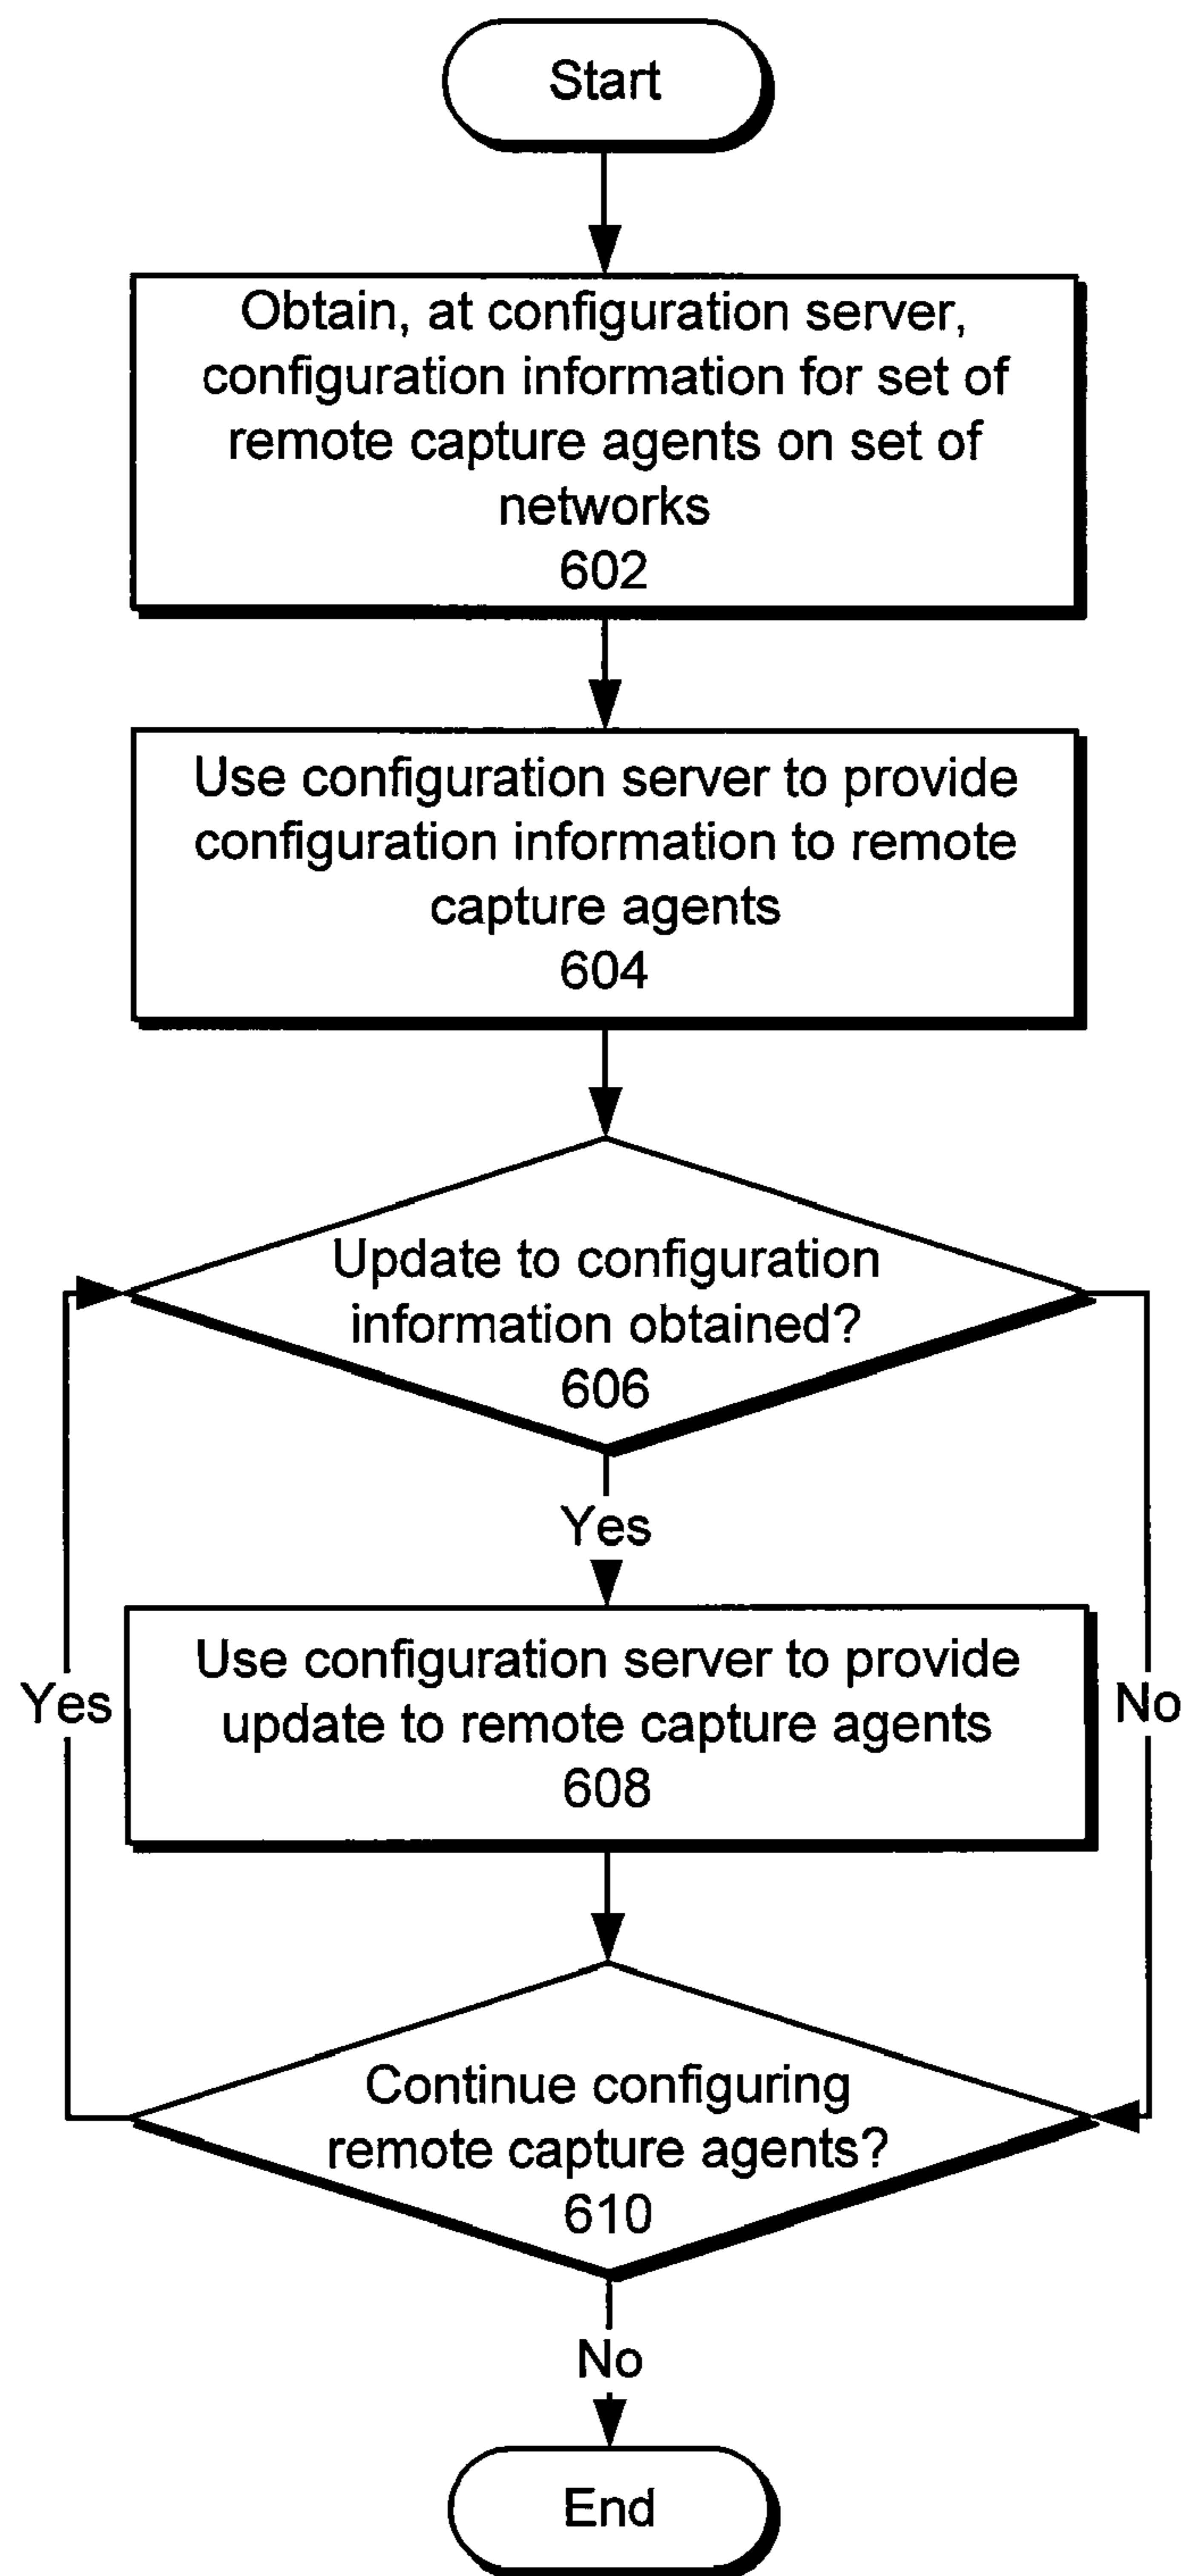 Start
Obtain, at configuration server,
configuration information for set of
remote capture agents on set of
networks
602
Use configuration server to provide
configuration information to remote
capture agents
604
Update to configuration
information obtained?
606
Yes
Use configuration server to provide
update to remote capture agents
608
Yes
No
Continue configuring
remote capture agents?
610
No
End